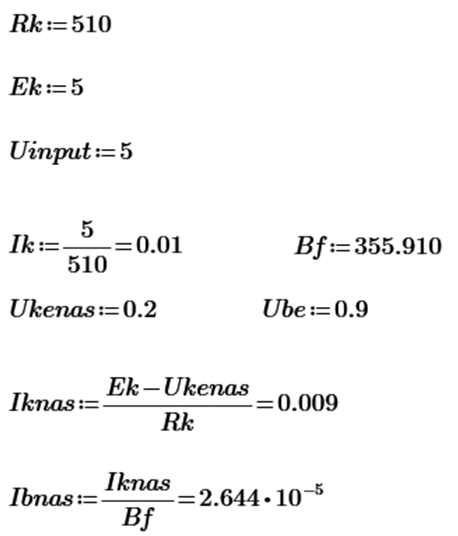 Rk:=510
Ek:=5
Uinput:=5
Ik:=5/510=0.01 Bf:=355.910
Ukenas:=0.2 Ube:=0.9
Iknas:=(Ek−Ukenas)/Rk=0.009
Ibnas:=Iknas/Bf=2.644•10⁻⁵